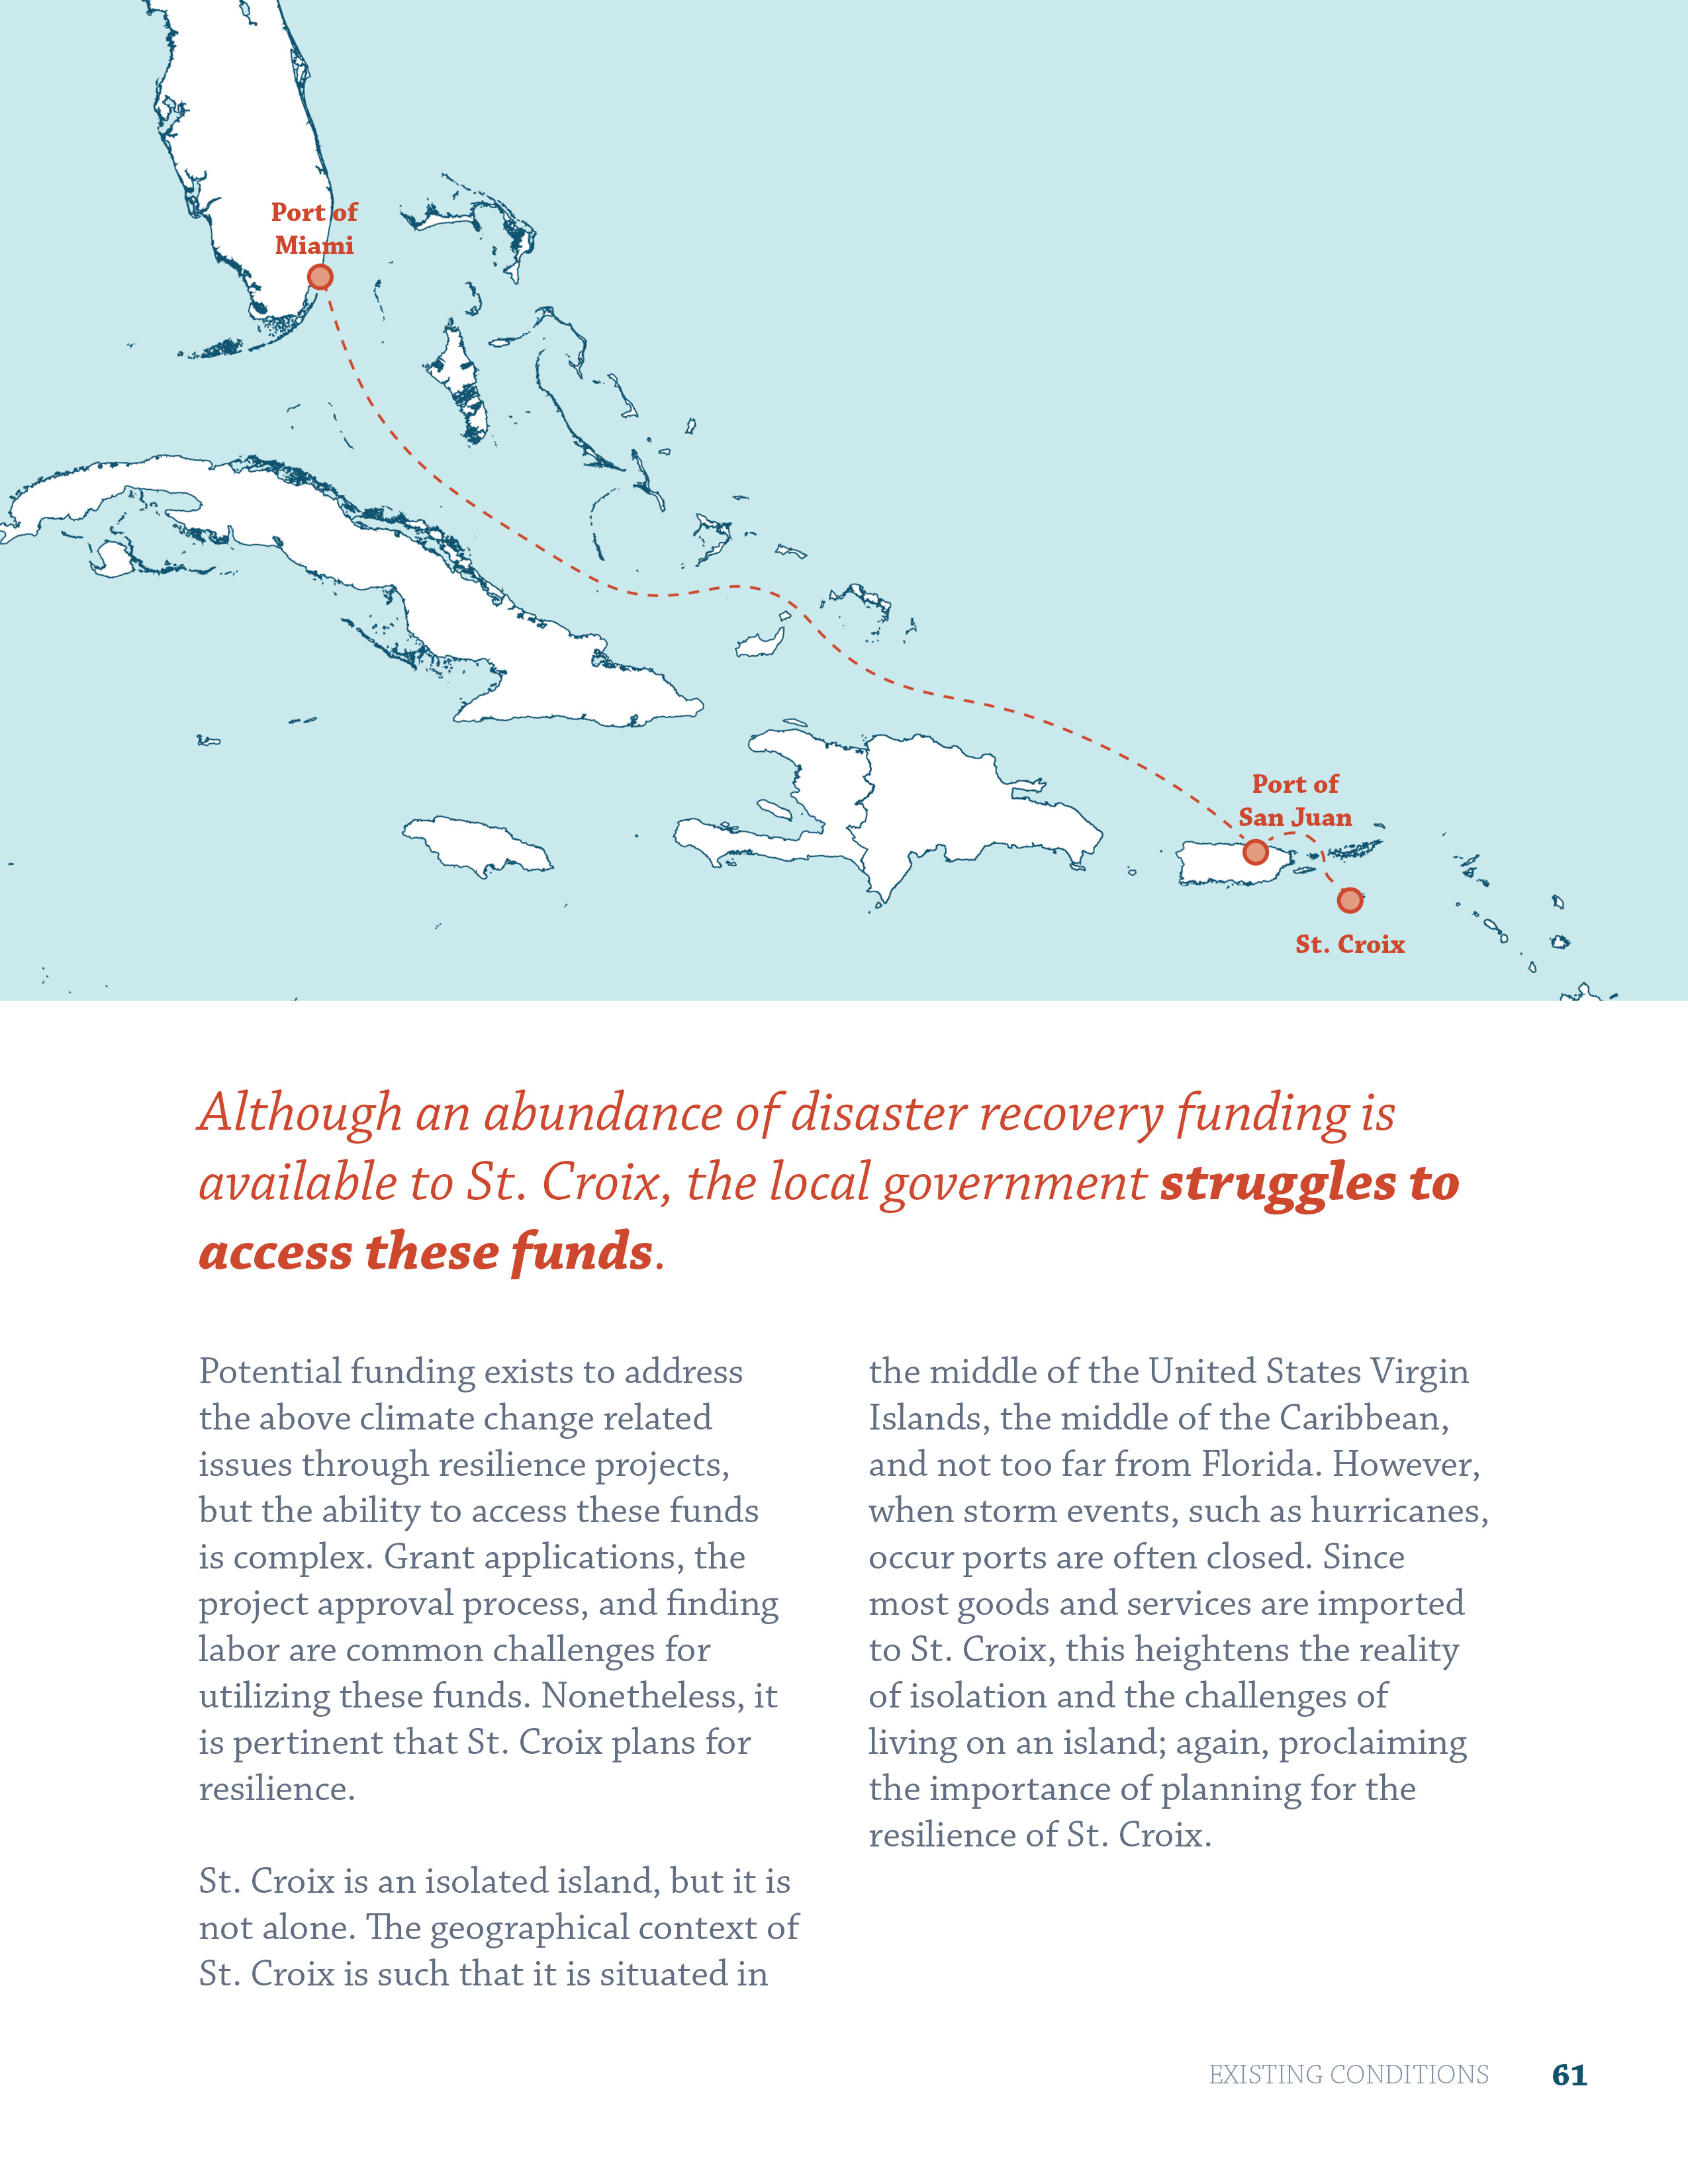 Port of
Miami
Port of
San Juan
St. Croix
Although an abundance of disaster recovery funding is
available to St. Croix, the local government struggles to
access these funds.
Potential funding exists to address
the above climate change related
issues through resilience projects,
but the ability to access these funds
is complex. Grant applications, the
project approval process, and finding
labor are common challenges for
utilizing these funds. Nonetheless, it
is pertinent that St. Croix plans for
resilience.
St. Croix is an isolated island, but it is
not alone. The geographical context of
St. Croix is such that it is situated in
the middle of the United States Virgin
Islands, the middle of the Caribbean,
and not too far from Florida. However,
when storm events, such as hurricanes,
occur ports are often closed. Since
most goods and services are imported
to St. Croix, this heightens the reality
of isolation and the challenges of
living on an island; again, proclaiming
the importance of planning for the
resilience of St. Croix.
EXISTING CONDITIONS 61